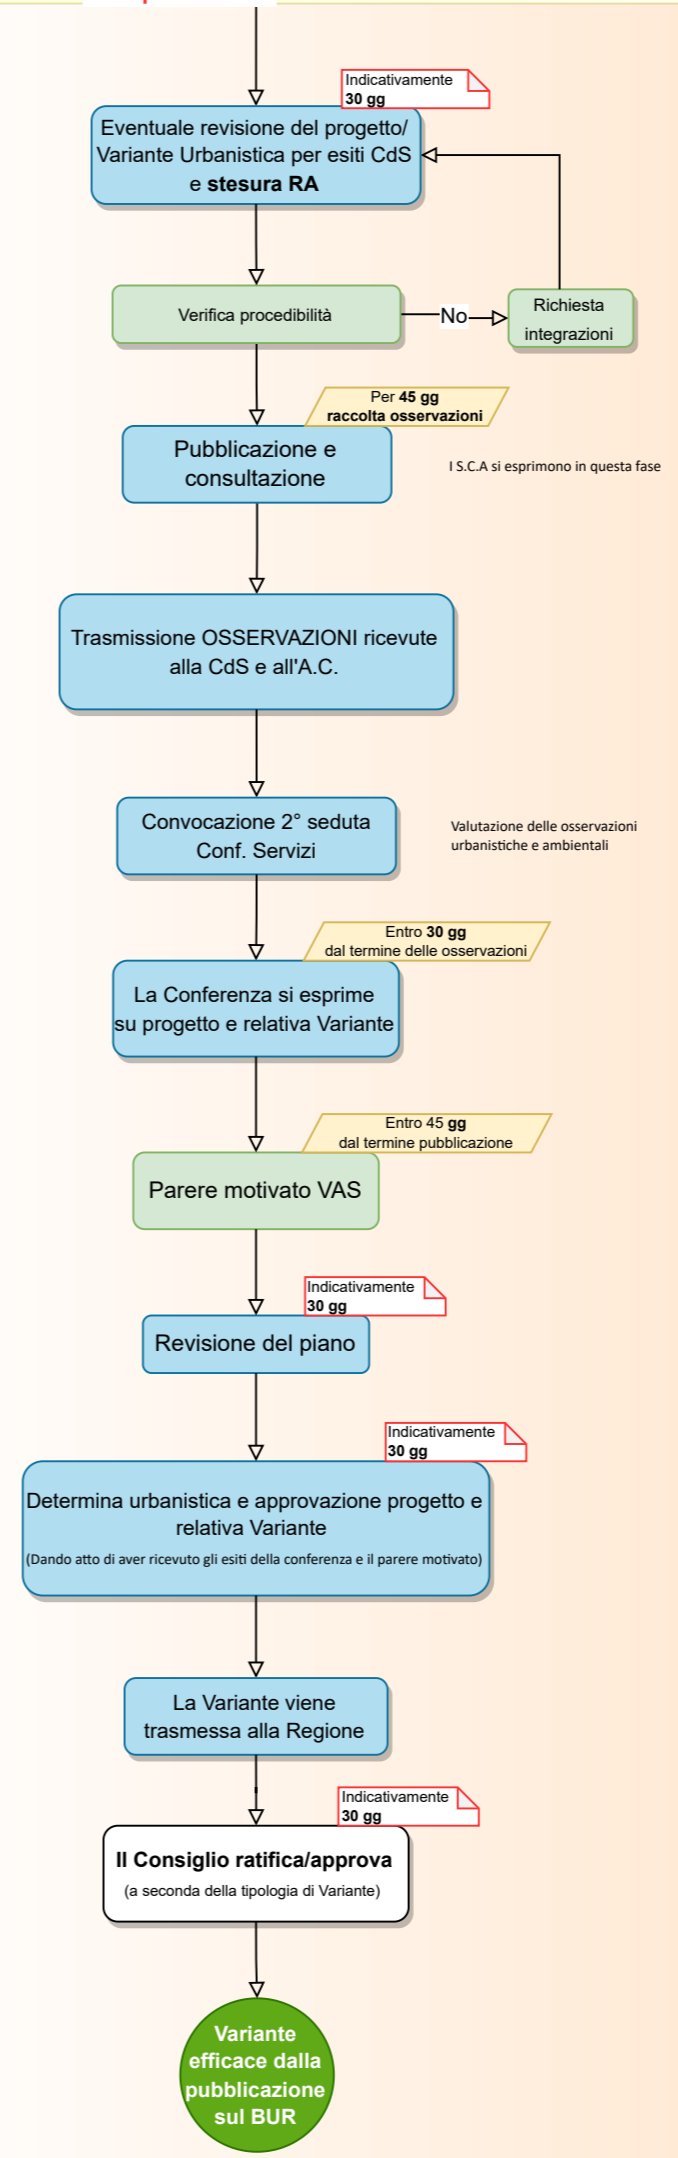 Indicativamente
30 gg
Eventuale revisione del progetto/
Variante Urbanistica per esiti CdS
e stesura RA
Verifica procedibilità
No
Richiesta
integrazioni
Per 45 gg
raccolta osservazioni
Pubblicazione e
consultazione
I S.C.A si esprimono in questa fase
Trasmissione OSSERVAZIONI ricevute
alla CdS e all'A.C.
Convocazione 2° seduta
Conf. Servizi
Valutazione delle osservazioni
urbanistiche e ambientali
Entro 30 gg
dal termine delle osservazioni
La Conferenza si esprime
su progetto e relativa Variante
Entro 45 gg
dal termine pubblicazione
Parere motivato VAS
Indicativamente
30 gg
Revisione del piano
Indicativamente
30 gg
Determina urbanistica e approvazione progetto e
relativa Variante
(Dando atto di aver ricevuto gli esiti della conferenza e il parere motivato)
La Variante viene
trasmessa alla Regione
Indicativamente
30 gg
Il Consiglio ratifica/approva
(a seconda della tipologia di Variante)
Variante
efficace dalla
pubblicazione
sul BUR